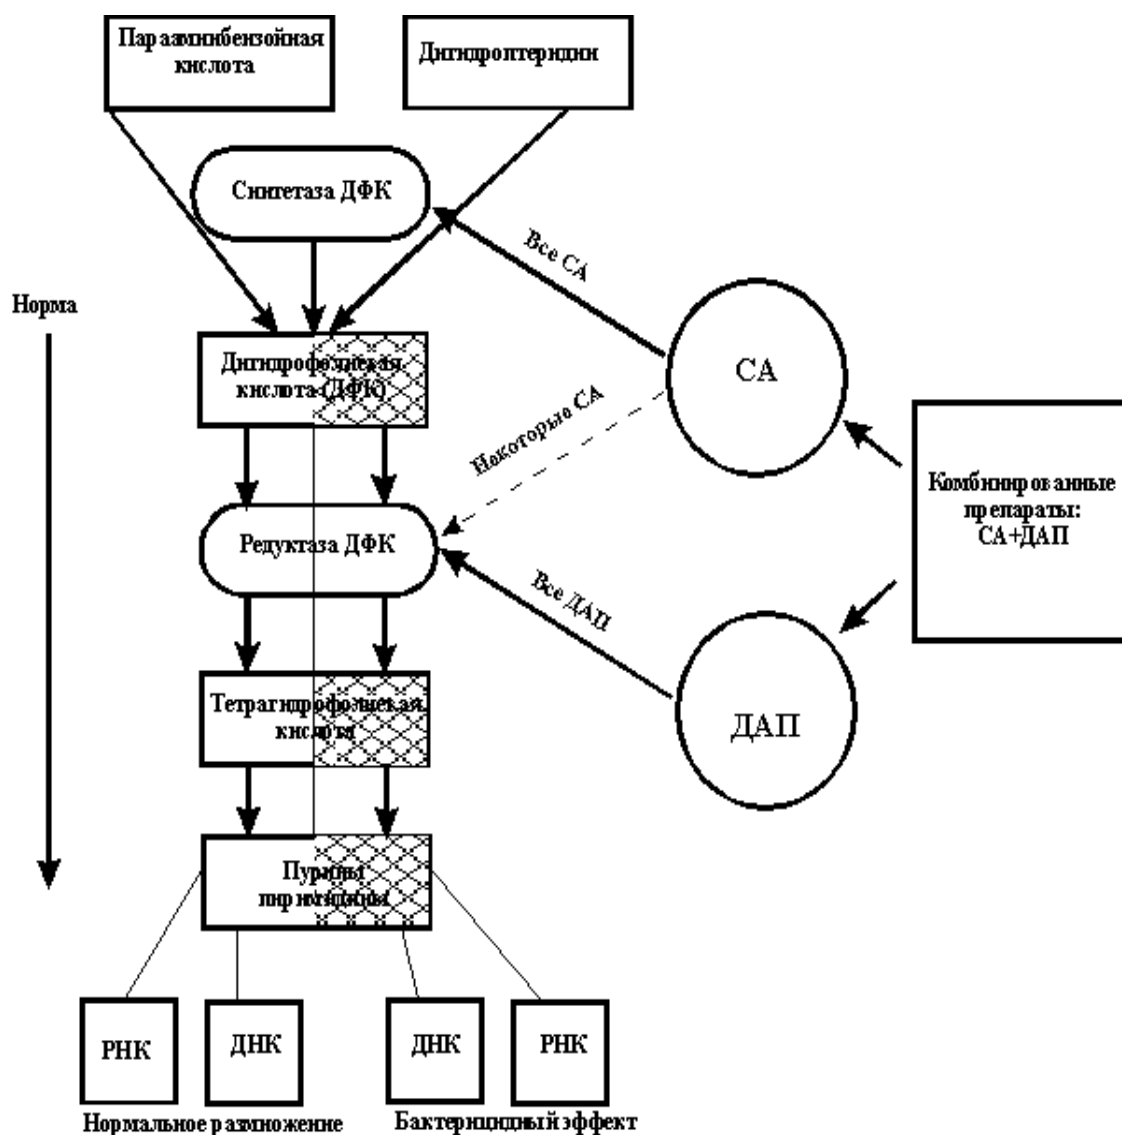 Парааминбензойная
кислота
Дигидроптеридин
Синтетаза ДФК
Все СА
Норма
СА
Дигидрофолиевая
кислота (ДФК)
Некоторые СА
Комбинированные
препараты:
СА+ДАП
Редуктаза ДФК
Все ДАП
Тетрагидрофолиевая
кислота
ДАП
Пурины
пиримидины
РНК
ДНК
ДНК
РНК
Нормальное размножение
Бактерицидный эффект